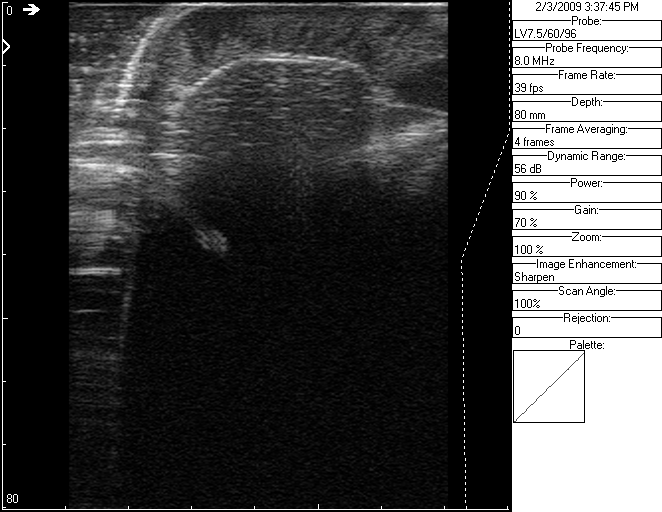 0
80
2/3/2009 3:37:45 PM
Probe:
LV7.5/60/96
Probe Frequency:
8.0 MHz
Frame Rate:
39 fps
Depth:
80 mm
Frame Averaging:
4 frames
Dynamic Range:
56 dB
Power:
90 %
Gain:
70 %
Zoom:
100 %
Image Enhancement:
Sharpen
Scan Angle:
100%
Rejection:
0
Palette: